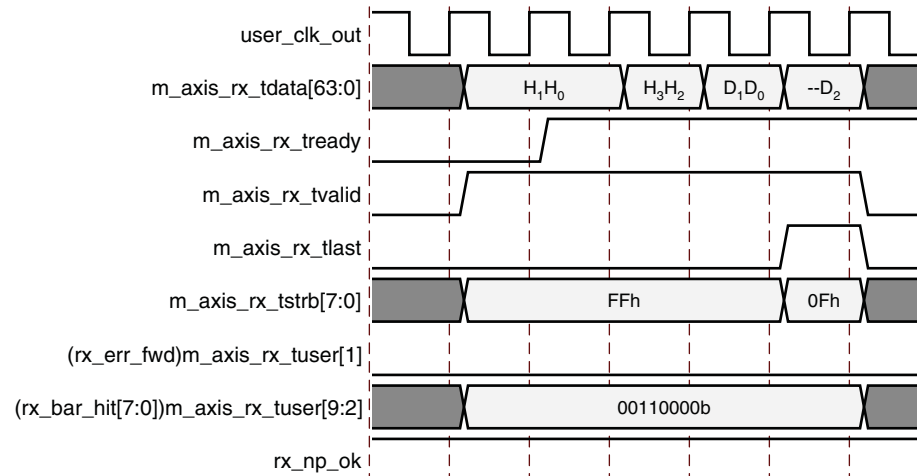 user_clk_out
m_axis_rx_tdata[63:0] H₁H₀ H₃H₂ D₁D₀ --D₂
m_axis_rx_tready
m_axis_rx_tvalid
m_axis_rx_tlast
m_axis_rx_tstrb[7:0] FFh 0Fh
(rx_err_fwd)m_axis_rx_tuser[1]
(rx_bar_hit[7:0])m_axis_rx_tuser[9:2] 00110000b
rx_np_ok